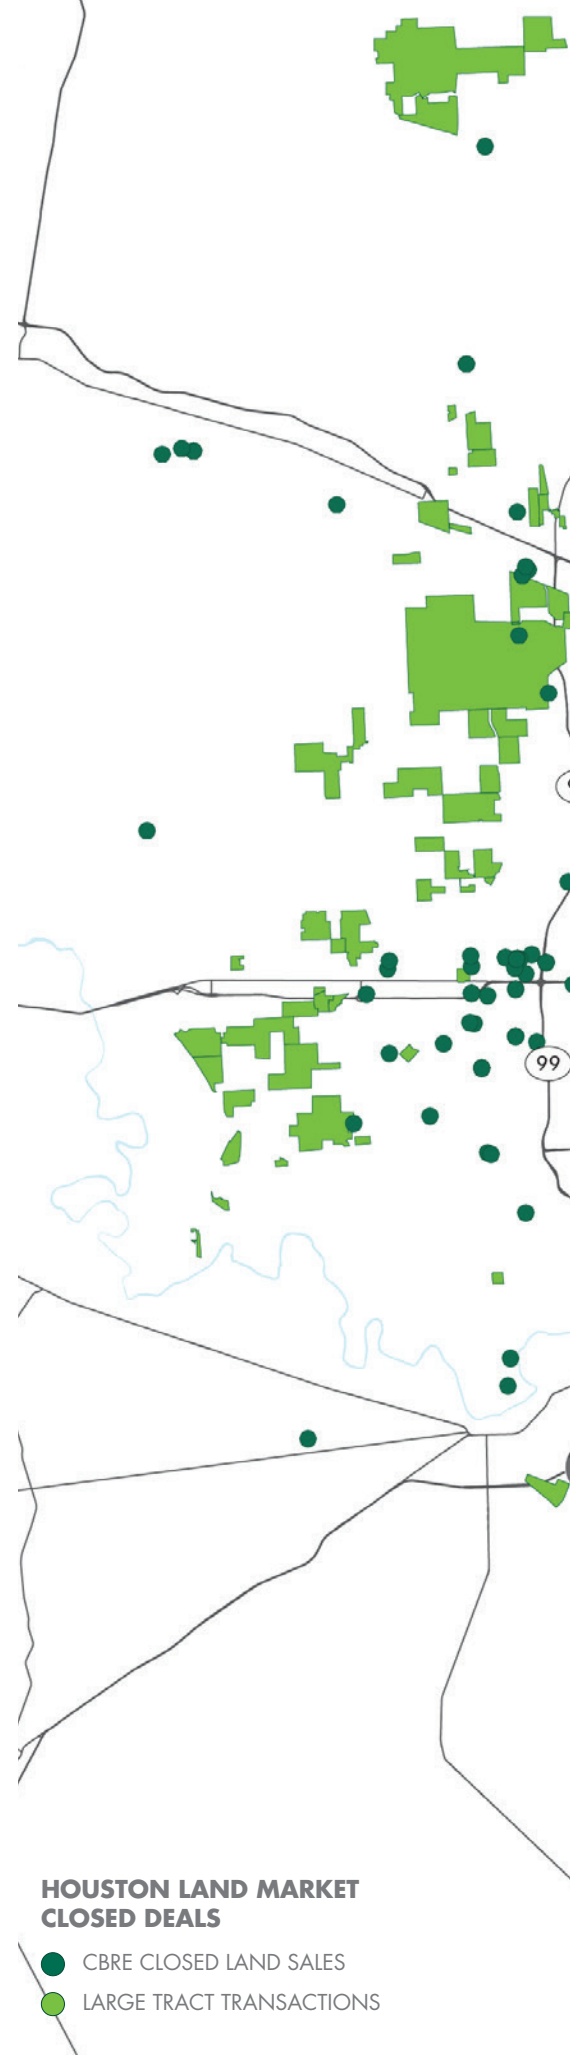 99
HOUSTON LAND MARKET
CLOSED DEALS
CBRE CLOSED LAND SALES
LARGE TRACT TRANSACTIONS